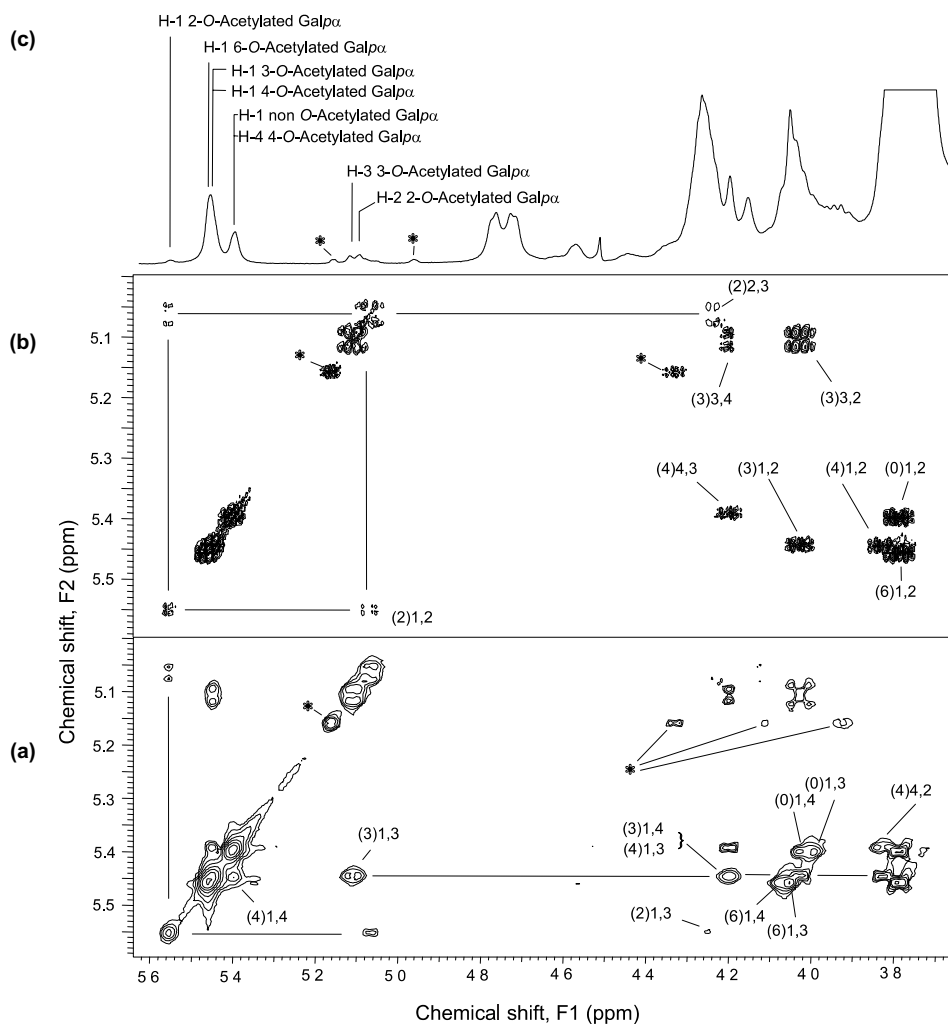 (c)
H-1 2-O-Acetylated Galpα
H-1 6-O-Acetylated Galpα
H-1 3-O-Acetylated Galpα
H-1 4-O-Acetylated Galpα
H-1 non O-Acetylated Galpα
H-4 4-O-Acetylated Galpα
H-3 3-O-Acetylated Galpα
H-2 2-O-Acetylated Galpα
*
*
(b)
(2)2,3
5.1
*
*
5.2
(3)3,4
(3)3,2
5.3
(4)4,3
(3)1,2
(4)1,2
(0)1,2
5.4
5.5
(6)1,2
(2)1,2
Chemical shift, F2 (ppm)
(a)
5.1
*
5.2
*
5.3
(0)1,3
(0)1,4
(4)4,2
(3)1,3
(3)1,4
(4)1,3
}
5.4
(4)1,4
(2)1,3
(6)1,4
(6)1,3
5.5
56 54 52 50 48 46 44 42 40 38
Chemical shift, F1 (ppm)